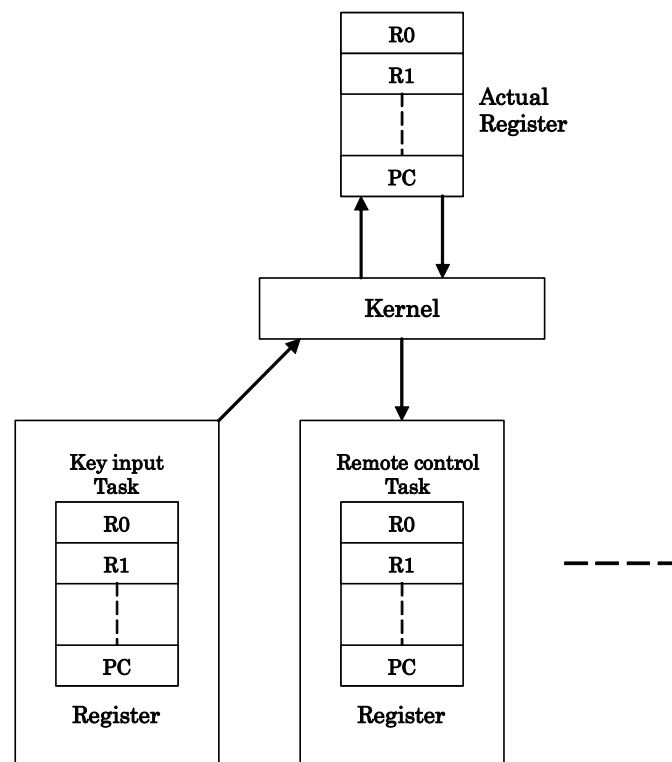 R0
R1
PC
Actual
Register
Kernel
Key input
Task
R0
R1
PC
Register
Remote control
Task
R0
R1
PC
Register